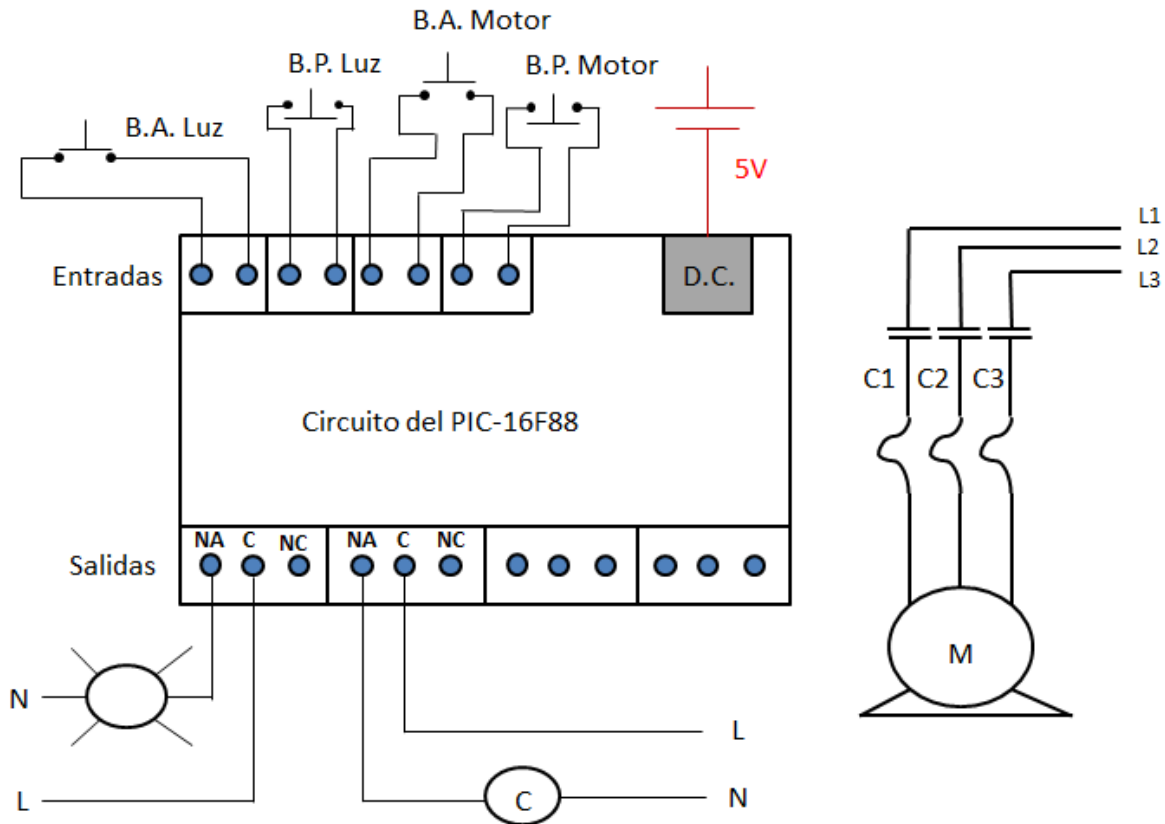 B.A. Motor
B.P. Luz
B.P. Motor
B.A. Luz
5V
L1
L2
L3
Entradas
D.C.
C1 C2 C3
Circuito del PIC-16F88
NA C NC NA C NC
Salidas
M
N
L
L
C
N